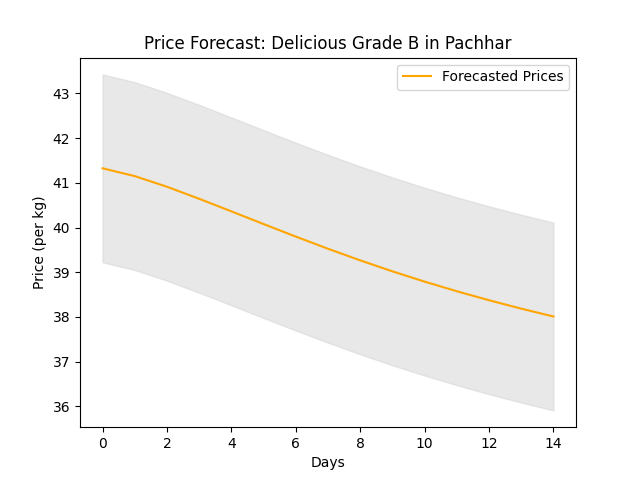 Price Forecast: Delicious Grade B in Pachhar
Forecasted Prices
Price (per kg)
43
42
41
40
39
38
37
36
0 2 4 6 8 10 12 14
Days